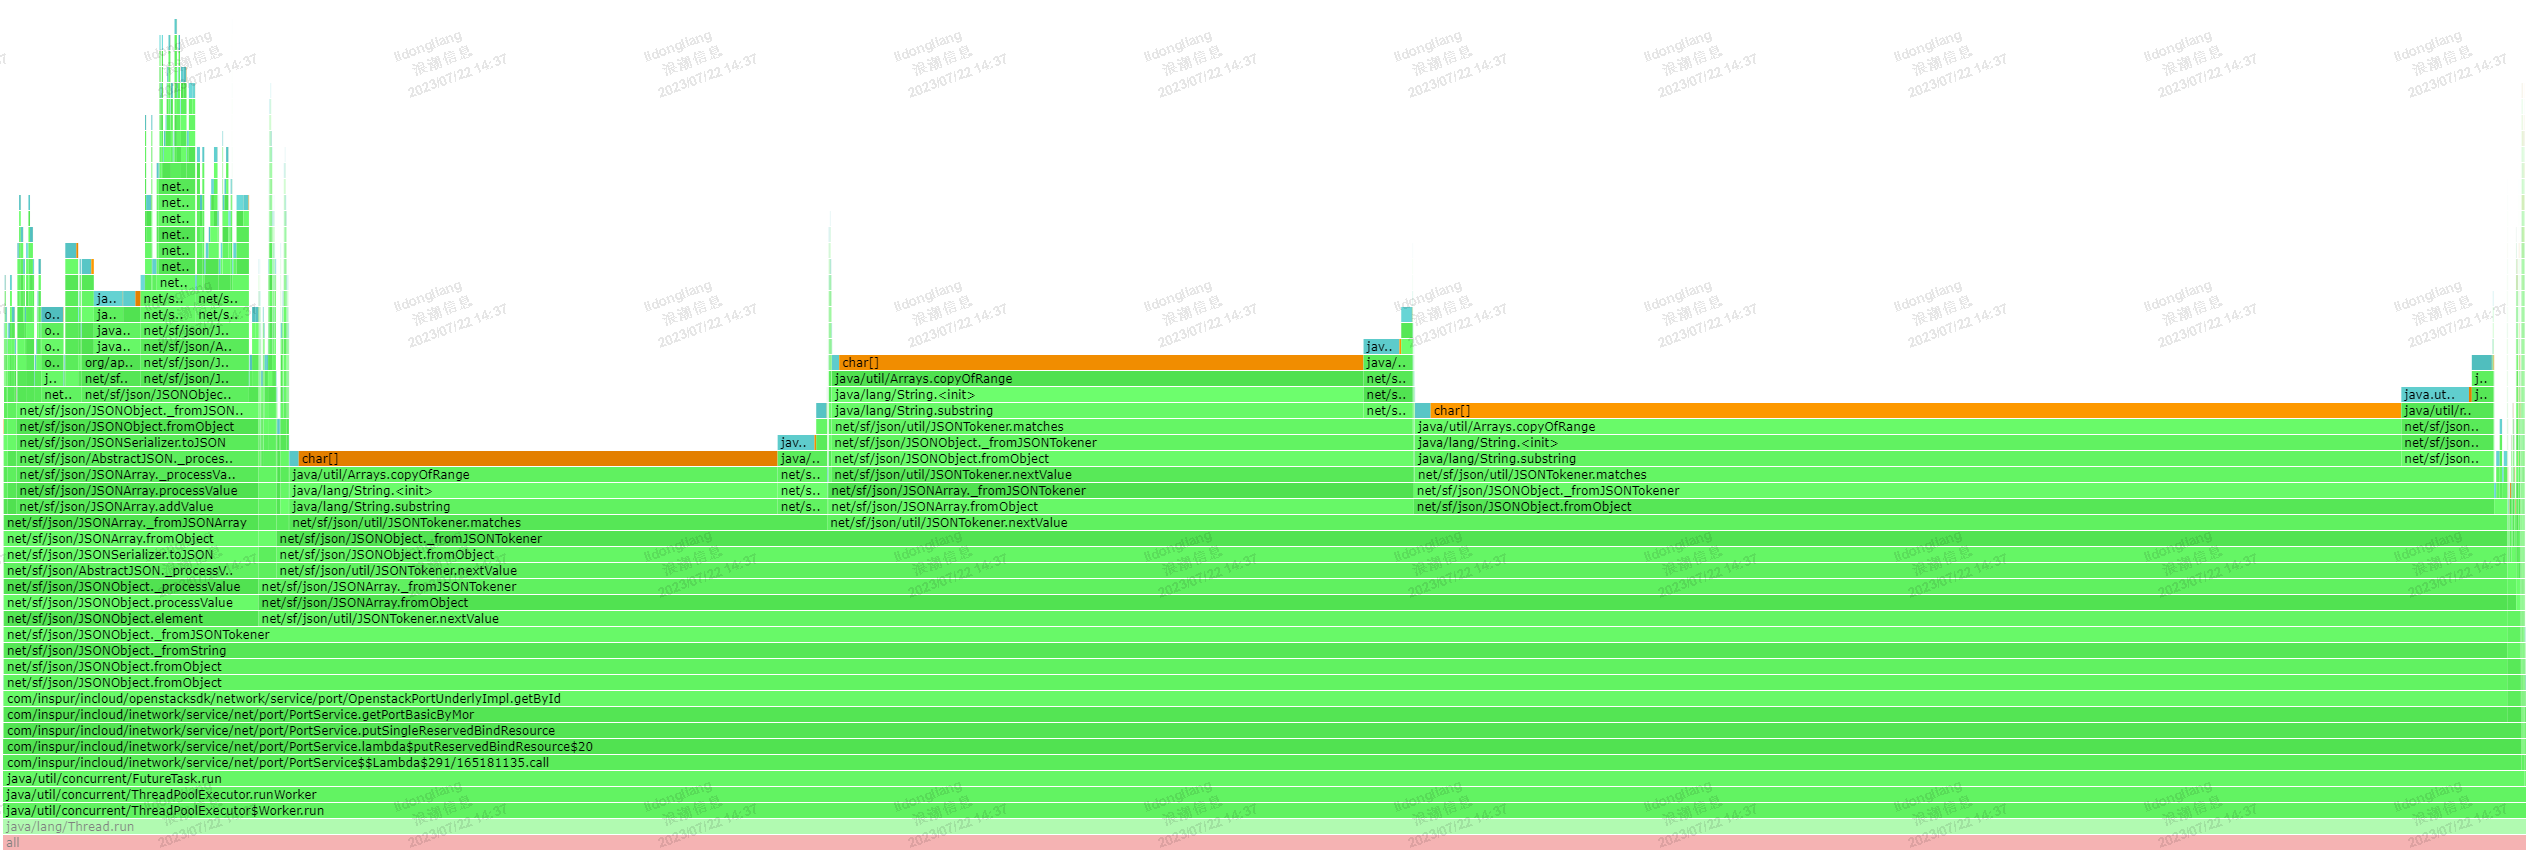 lidongliang
浪潮信息
2023/07/22 14:37
net..
net..
net..
net..
net..
net..
net..
ja.. net/s.. net/s..
o.. ja.. net/s.. net/s..
o.. java.. net/sf/json/J..
o.. java.. net/sf/json/A.. jav..
o.. org/ap.. net/sf/json/J.. char[] java/..
j.. net/sf.. net/sf/json/J.. java/util/Arrays.copyOfRange net/s.. j..
net.. net/sf/json/JSONObjec.. java/lang/String.<init> net/s.. java.ut.. j..
net/sf/json/JSONObject._fromJSON.. java/lang/String.substring net/s.. char[] java/util/r..
net/sf/json/JSONObject.fromObject net/sf/json/util/JSONTokener.matches java/util/Arrays.copyOfRange net/sf/json..
net/sf/json/JSONSerializer.toJSON jav.. net/sf/json/JSONObject._fromJSONTokener java/lang/String.<init> net/sf/json..
net/sf/json/AbstractJSON._proces.. char[] java/.. net/sf/json/JSONObject.fromObject java/lang/String.substring net/sf/json..
net/sf/json/JSONArray._processVa.. java/util/Arrays.copyOfRange net/s.. net/sf/json/util/JSONTokener.nextValue net/sf/json/util/JSONTokener.matches
net/sf/json/JSONArray.processValue java/lang/String.<init> net/s.. net/sf/json/JSONArray._fromJSONTokener net/sf/json/JSONObject._fromJSONTokener
net/sf/json/JSONArray.addValue java/lang/String.substring net/s.. net/sf/json/JSONArray.fromObject net/sf/json/JSONObject.fromObject
net/sf/json/JSONArray._fromJSONArray net/sf/json/util/JSONTokener.matches net/sf/json/util/JSONTokener.nextValue
net/sf/json/JSONArray.fromObject net/sf/json/JSONObject._fromJSONTokener
net/sf/json/JSONSerializer.toJSON net/sf/json/JSONObject.fromObject
net/sf/json/AbstractJSON._processV.. net/sf/json/util/JSONTokener.nextValue
net/sf/json/JSONObject._processValue net/sf/json/JSONArray._fromJSONTokener
net/sf/json/JSONObject.processValue net/sf/json/JSONArray.fromObject
net/sf/json/JSONObject.element net/sf/json/util/JSONTokener.nextValue
net/sf/json/JSONObject._fromJSONTokener
net/sf/json/JSONObject._fromString
net/sf/json/JSONObject.fromObject
net/sf/json/JSONObject.fromObject
com/inspur/incloud/openstacksdk/network/service/port/OpenstackPortUnderlyImpl.getById
com/inspur/incloud/inetwork/service/net/port/PortService.getPortBasicByMor
com/inspur/incloud/inetwork/service/net/port/PortService.putSingleReservedBindResource
com/inspur/incloud/inetwork/service/net/port/PortService.lambda$putReservedBindResource$20
com/inspur/incloud/inetwork/service/net/port/PortService$$Lambda$291/165181135.call
java/util/concurrent/FutureTask.run
java/util/concurrent/ThreadPoolExecutor.runWorker
java/util/concurrent/ThreadPoolExecutor$Worker.run
java/lang/Thread.run
all